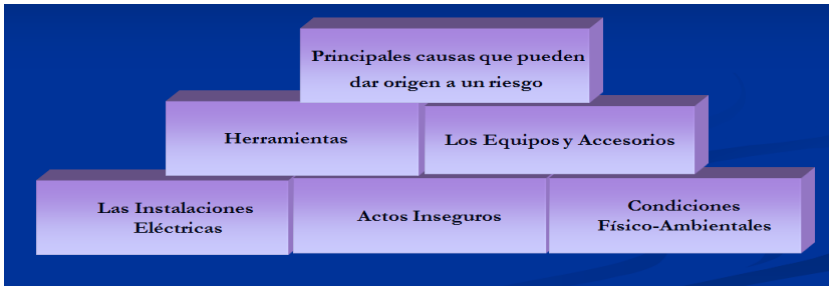 Principales causas que pueden
dar origen a un riesgo
Herramientas
Los Equipos y Accesorios
Las Instalaciones
Eléctricas
Actos Inseguros
Condiciones
Físico-Ambientales